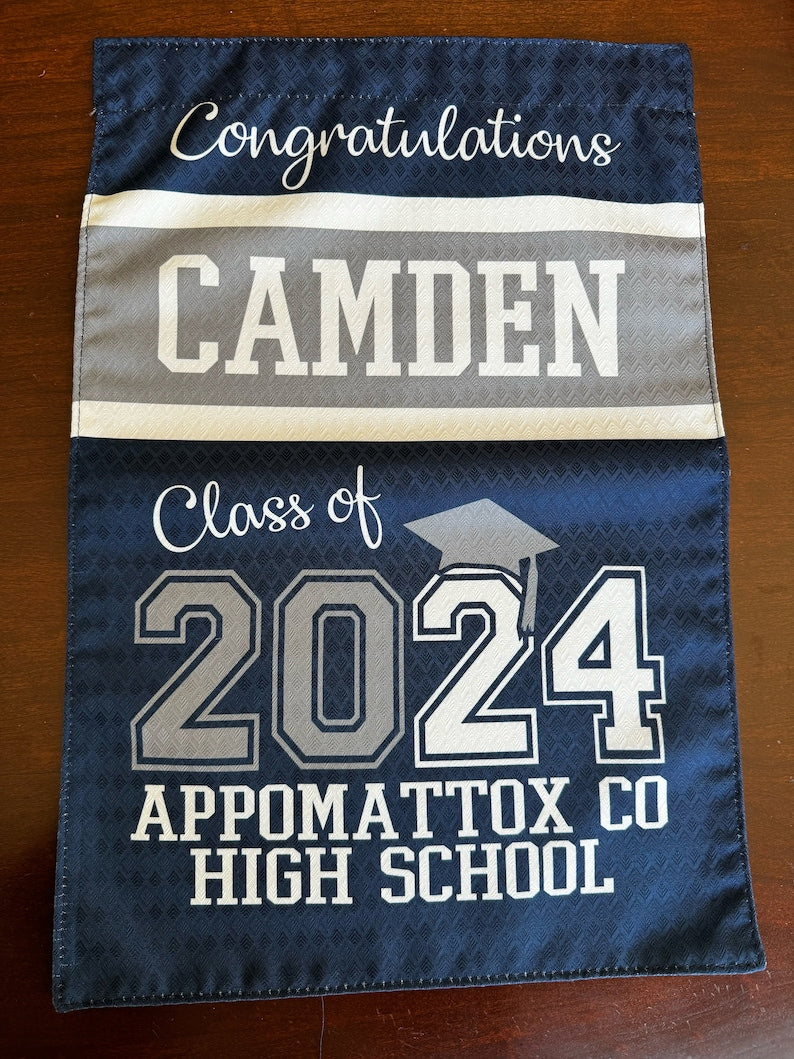 Congratulations
CAMDEN
Class of
2024
APPOMATTOX CO
HIGH SCHOOL